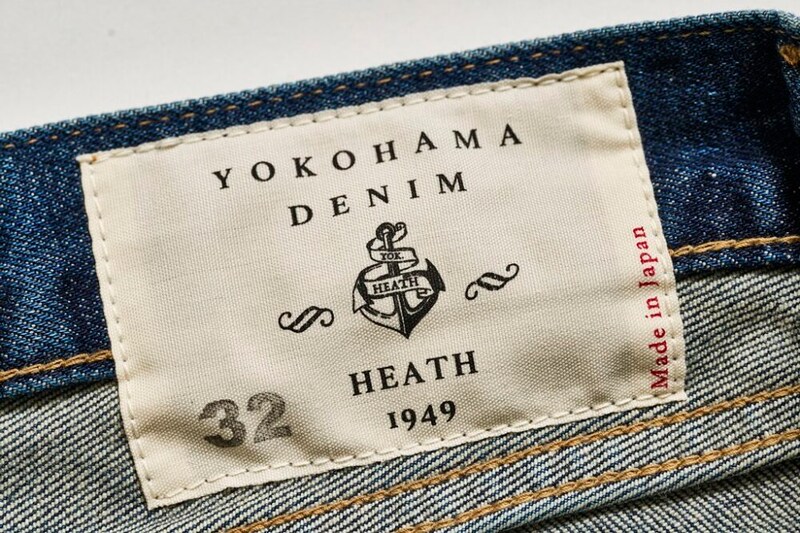 YOKOHAMA
DENIM
YOK.
HEATH
HEATH
1949
32
Made in Japan